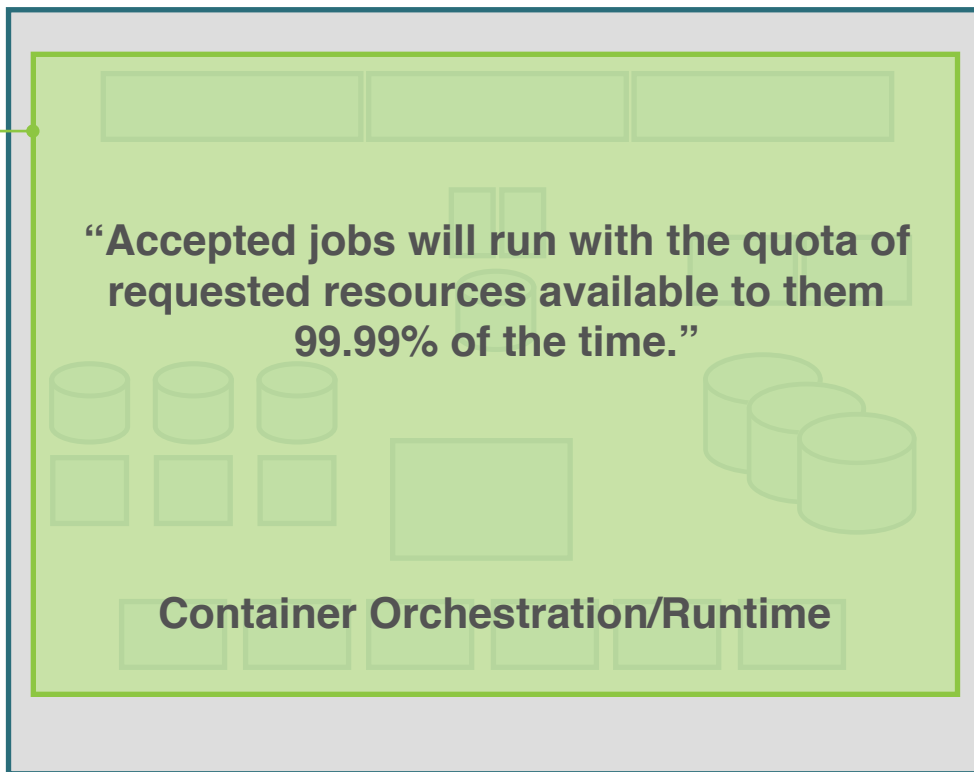 “Accepted jobs will run with the quota of
requested resources available to them
99.99% of the time.”
Container Orchestration/Runtime